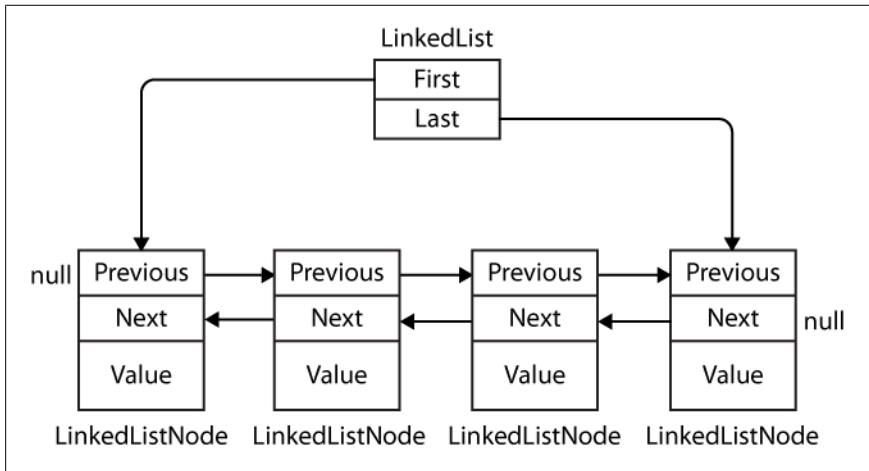 LinkedList
First
Last
null Previous Previous Previous Previous
Next Next Next Next null
Value Value Value Value
LinkedListNode LinkedListNode LinkedListNode LinkedListNode